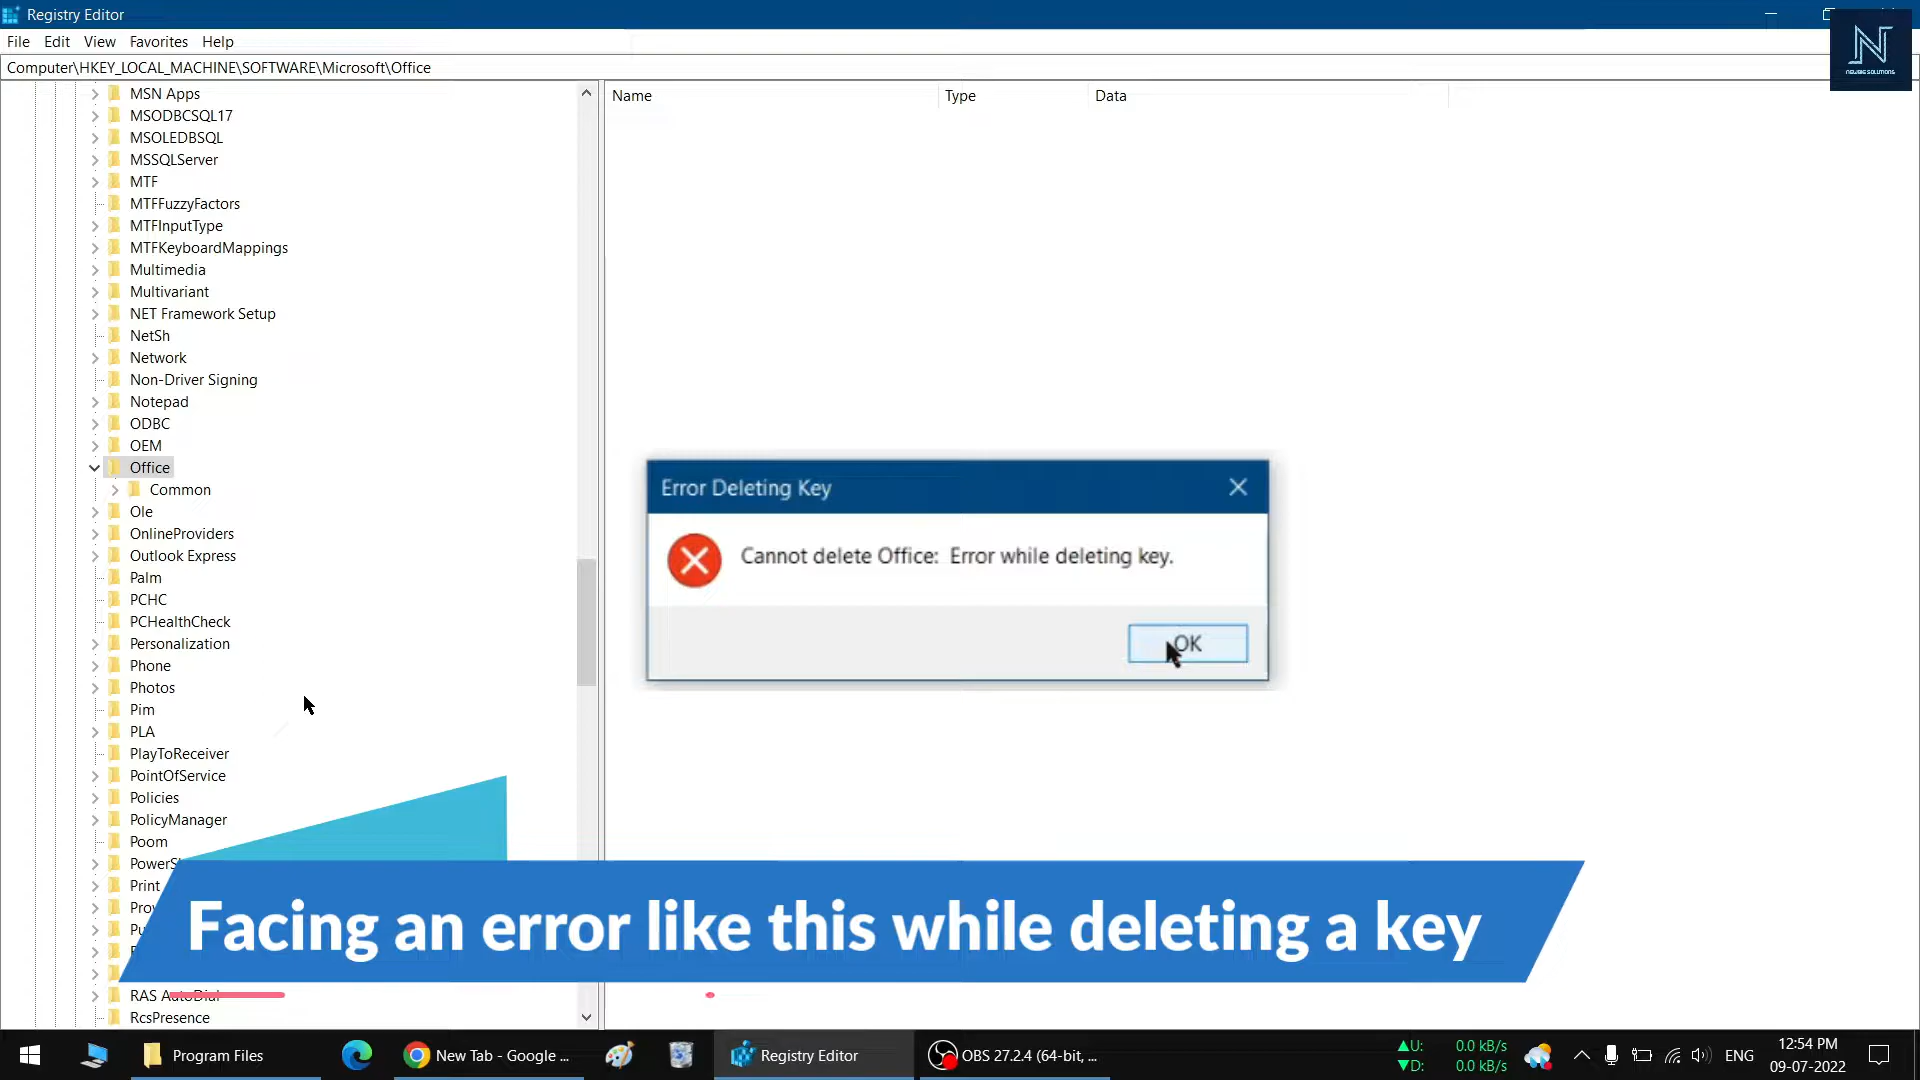 Registry Editor
File Edit View Favorites Help
Computer\HKEY_LOCAL_MACHINE\SOFTWARE\Microsoft\Office
NEWBIE SOLUTIONS
Name Type Data
MSN Apps
MSODBCSQL17
MSOLEDBSQL
MSSQLServer
MTF
MTFFuzzyFactors
MTFInputType
MTFKeyboardMappings
Multimedia
Multivariant
NET Framework Setup
NetSh
Network
Non-Driver Signing
Notepad
ODBC
OEM
Office
Common
Ole
OnlineProviders
Outlook Express
Palm
PCHC
PCHealthCheck
Personalization
Phone
Photos
Pim
PLA
PlayToReceiver
PointOfService
Policies
PolicyManager
Poom
Print
RAS AutoDial
RcsPresence
Error Deleting Key
Cannot delete Office: Error while deleting key.
OK
Facing an error like this while deleting a key
Program Files
New Tab - Google ...
Registry Editor
OBS 27.2.4 (64-bit, ...
U: 0.0 kB/s
D: 0.0 kB/s
ENG
12:54 PM
09-07-2022